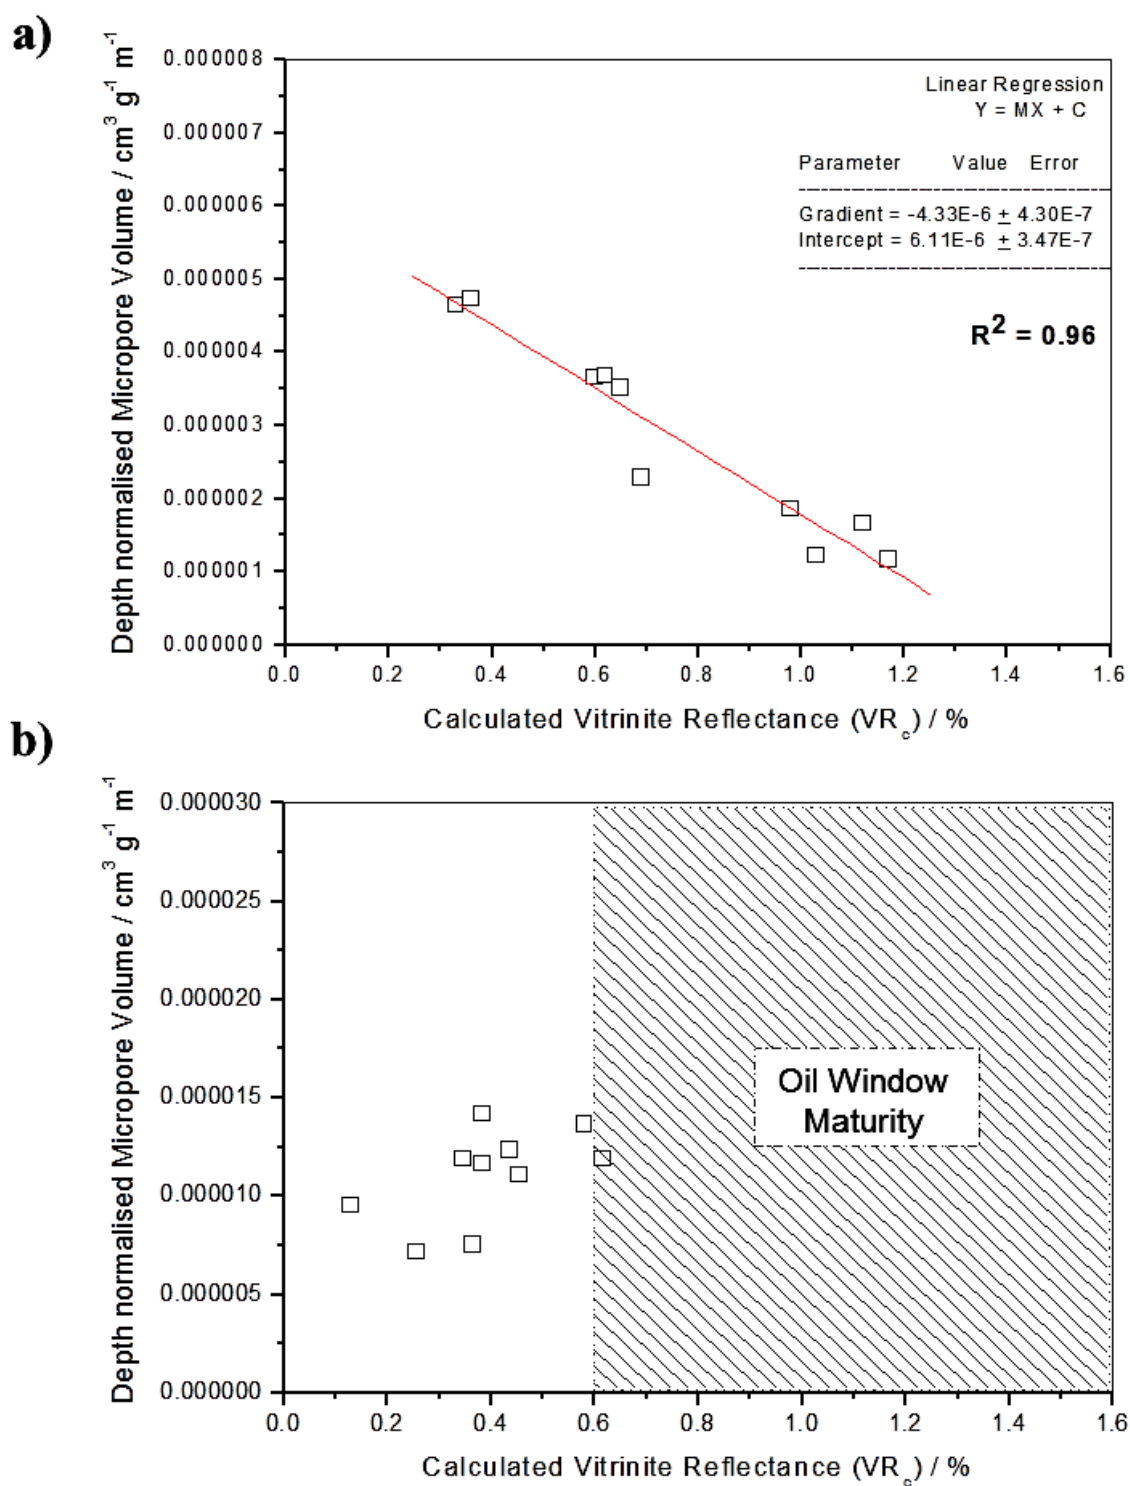 a)
Depth normalised Micropore Volume / cm³ g⁻¹ m⁻¹
0.000008
0.000007
0.000006
0.000005
0.000004
0.000003
0.000002
0.000001
0.000000
Linear Regression
Y = MX + C
Parameter Value Error
Gradient = -4.33E-6 ± 4.30E-7
Intercept = 6.11E-6 ± 3.47E-7
R² = 0.96
0.0 0.2 0.4 0.6 0.8 1.0 1.2 1.4 1.6
Calculated Vitrinite Reflectance (VRc) / %
b)
Depth normalised Micropore Volume / cm³ g⁻¹ m⁻¹
0.000030
0.000025
0.000020
0.000015
0.000010
0.000005
0.000000
Oil Window
Maturity
0.0 0.2 0.4 0.6 0.8 1.0 1.2 1.4 1.6
Calculated Vitrinite Reflectance (VRc) / %